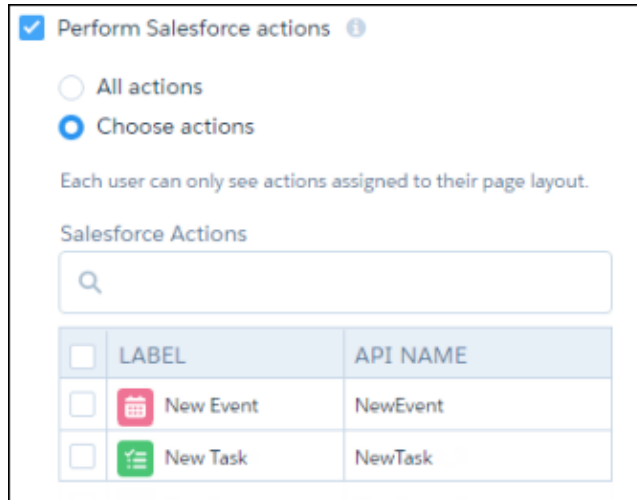 Perform Salesforce actions
All actions
Choose actions
Each user can only see actions assigned to their page layout.
Salesforce Actions
LABEL API NAME
New Event NewEvent
New Task NewTask